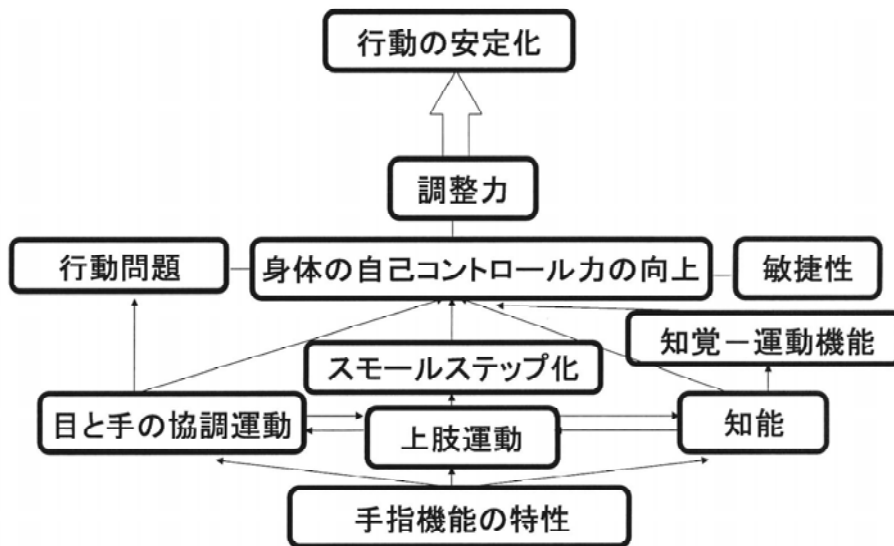 行動の安定化
調整力
行動問題
身体の自己コントロール力の向上
敏捷性
知覚－運動機能
スモールステップ化
目と手の協調運動
上肢運動
知能
手指機能の特性